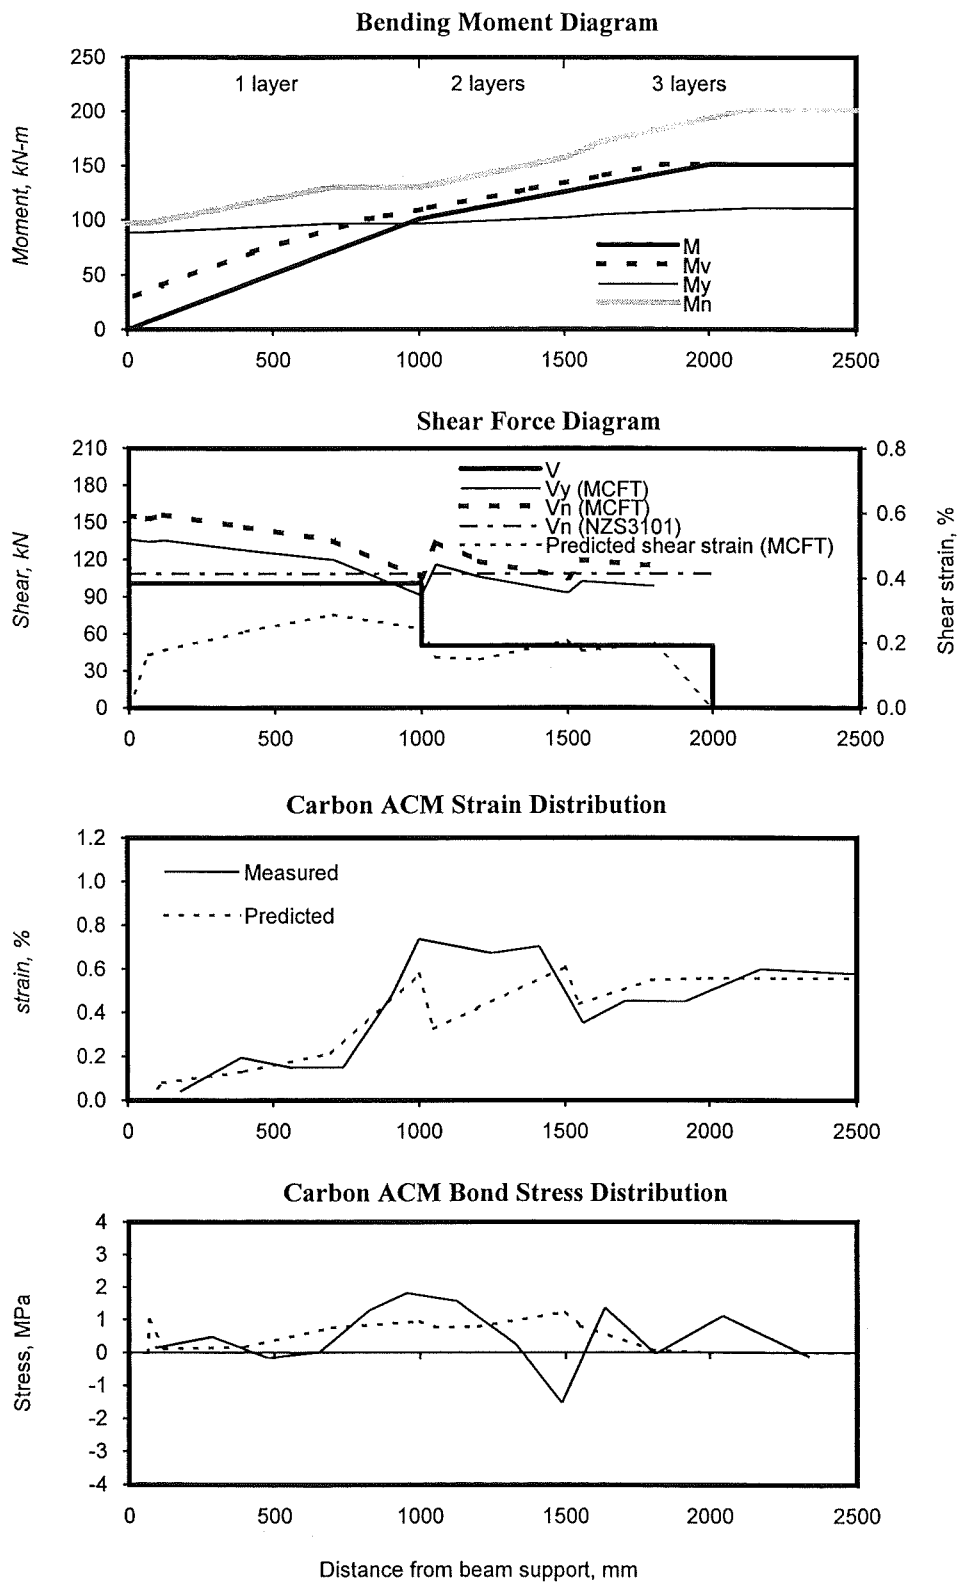 Bending Moment Diagram
250
200
150
100
50
0
Moment, kN-m
1 layer
2 layers
3 layers
M
Mv
My
Mn
0
500
1000
1500
2000
2500
Shear Force Diagram
210
180
150
120
90
60
30
0
Shear, kN
V
Vy (MCFT)
Vn (MCFT)
Vn (NZS3101)
Predicted shear strain (MCFT)
0.8
0.6
0.4
0.2
0.0
Shear strain, %
0
500
1000
1500
2000
2500
Carbon ACM Strain Distribution
1.2
1.0
0.8
0.6
0.4
0.2
0.0
strain, %
Measured
Predicted
0
500
1000
1500
2000
2500
Carbon ACM Bond Stress Distribution
4
3
2
1
0
-1
-2
-3
-4
Stress, MPa
0
500
1000
1500
2000
2500
Distance from beam support, mm